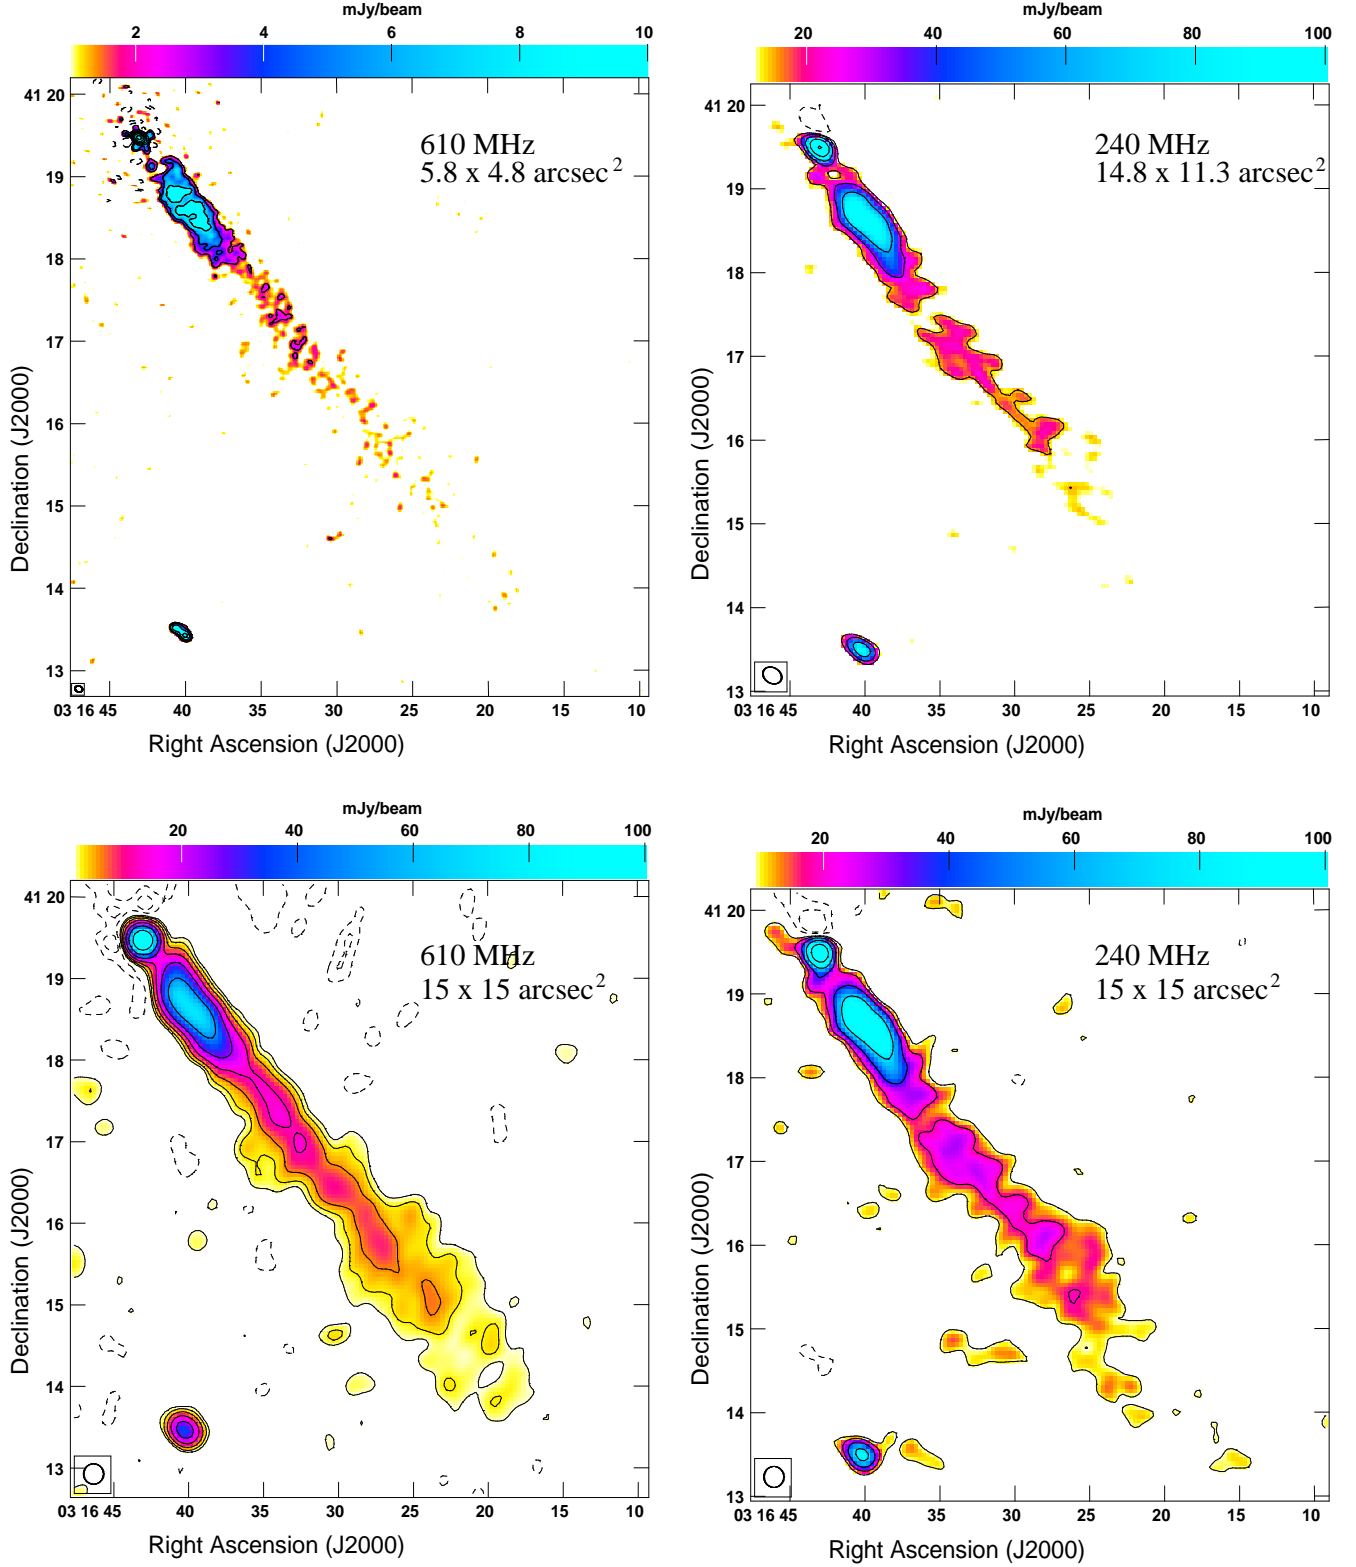 mJy/beam
2 4 6 8 10
610 MHz
5.8 x 4.8 arcsec2
41 20
19
18
17
16
15
14
13
Declination (J2000)
03 16 45 40 35 30 25 20 15 10
Right Ascension (J2000)
mJy/beam
20 40 60 80 100
240 MHz
14.8 x 11.3 arcsec2
41 20
19
18
17
16
15
14
13
Declination (J2000)
03 16 45 40 35 30 25 20 15 10
Right Ascension (J2000)
mJy/beam
20 40 60 80 100
610 MHz
15 x 15 arcsec2
41 20
19
18
17
16
15
14
13
Declination (J2000)
03 16 45 40 35 30 25 20 15 10
Right Ascension (J2000)
mJy/beam
20 40 60 80 100
240 MHz
15 x 15 arcsec2
41 20
19
18
17
16
15
14
13
Declination (J2000)
03 16 45 40 35 30 25 20 15 10
Right Ascension (J2000)